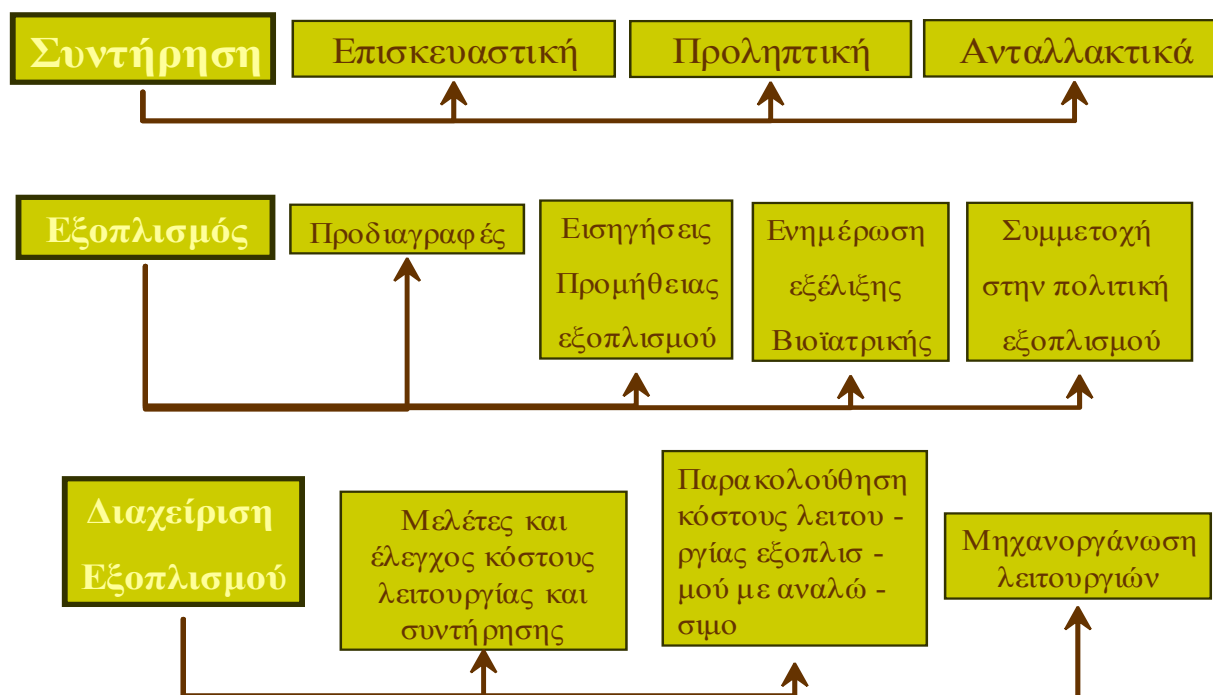 Συντήρηση
Επισκευαστική
Προληπτική
Ανταλλακτικά
Εξοπλισμός
Προδιαγραφές
Εισηγήσεις
Προμήθειας
εξοπλισμού
Ενημέρωση
εξέλιξης
Βιοϊατρικής
Συμμετοχή
στην πολιτική
εξοπλισμού
Διαχείριση
Εξοπλισμού
Μελέτες και
έλεγχος κόστους
λειτουργίας και
συντήρησης
Παρακολούθηση
κόστους λειτου -
ργίας εξοπλισ -
μού με αναλώ -
σιμο
Μηχανοργάνωση
λειτουργιών